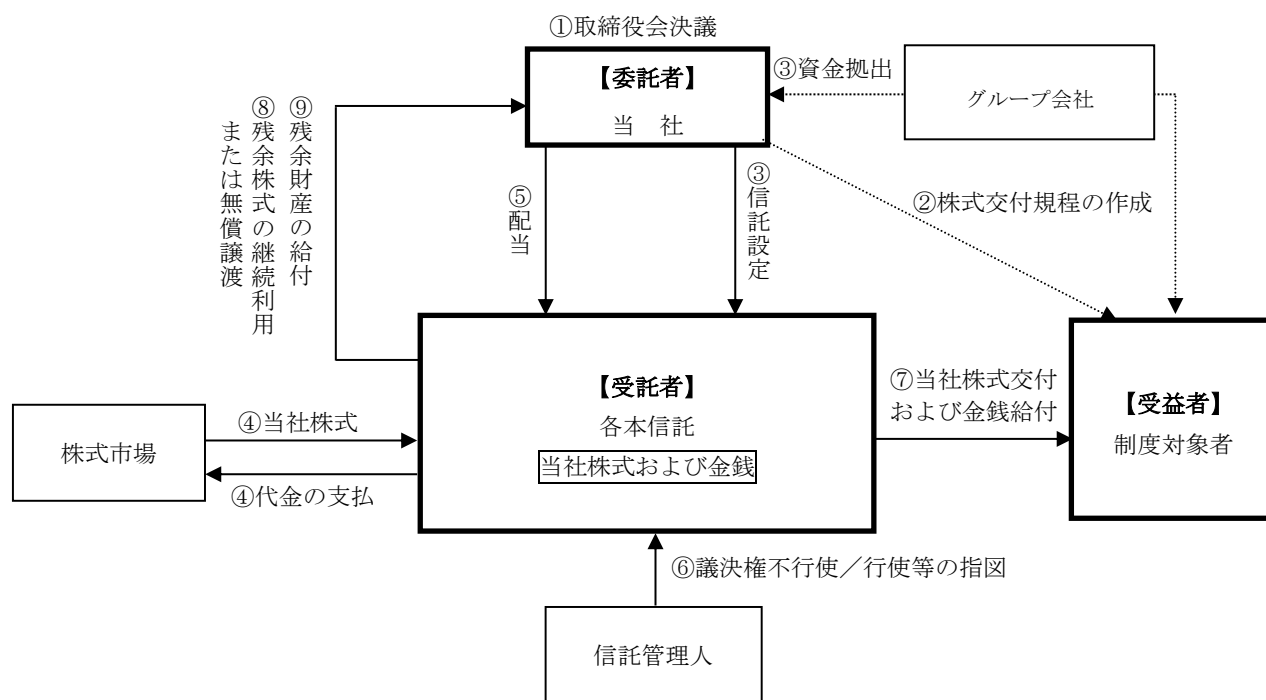 ①取締役会決議
【委託者】
当　社
③資金拠出
グループ会社
⑨残余財産の給付
⑧残余株式の継続利用
または無償譲渡
⑤配当
③信託設定
②株式交付規程の作成
【受託者】
各本信託
当社株式および金銭
⑦当社株式交付
および金銭給付
【受益者】
制度対象者
株式市場
④当社株式
④代金の支払
⑥議決権不行使／行使等の指図
信託管理人